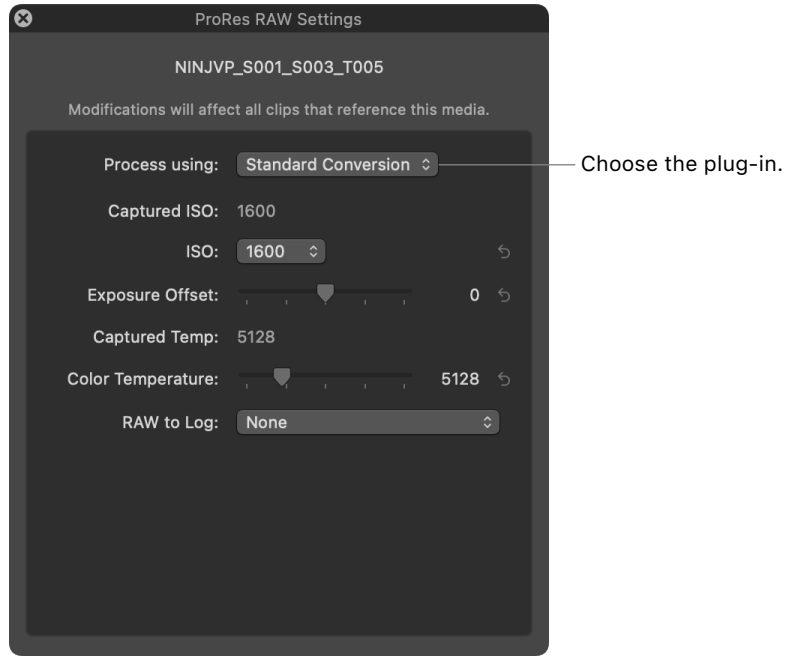 ProRes RAW Settings
NINJVP_S001_S003_T005
Modifications will affect all clips that reference this media.
Process using: Standard Conversion
Choose the plug-in.
Captured ISO: 1600
ISO: 1600
Exposure Offset: 0
Captured Temp: 5128
Color Temperature: 5128
RAW to Log: None